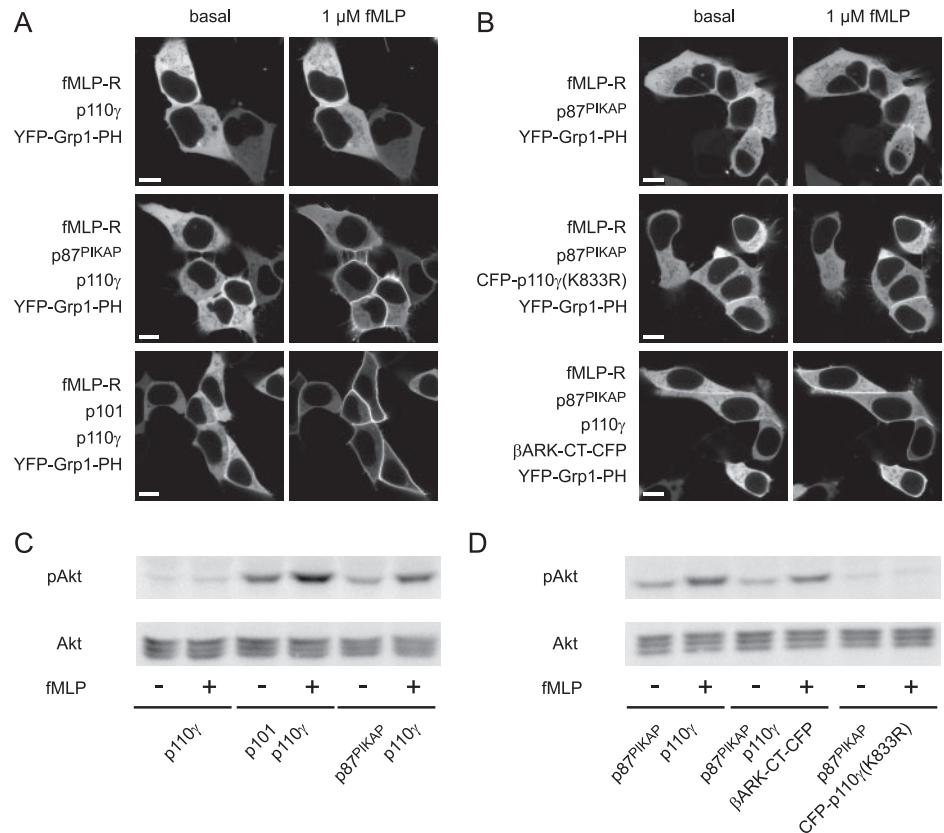 A
basal
1 µM fMLP
fMLP-R
p110γ
YFP-Grp1-PH
fMLP-R
p87PIKAP
p110γ
YFP-Grp1-PH
fMLP-R
p101
p110γ
YFP-Grp1-PH
B
basal
1 µM fMLP
fMLP-R
p87PIKAP
YFP-Grp1-PH
fMLP-R
p87PIKAP
CFP-p110γ(K833R)
YFP-Grp1-PH
fMLP-R
p87PIKAP
p110γ
βARK-CT-CFP
YFP-Grp1-PH
C
pAkt
Akt
fMLP - + - + - +
p110γ
p101
p110γ
p87PIKAP
p110γ
D
pAkt
Akt
fMLP - + - + - +
p87PIKAP
p110γ
p87PIKAP
p110γ
βARK-CT-CFP
p87PIKAP
CFP-p110γ(K833R)